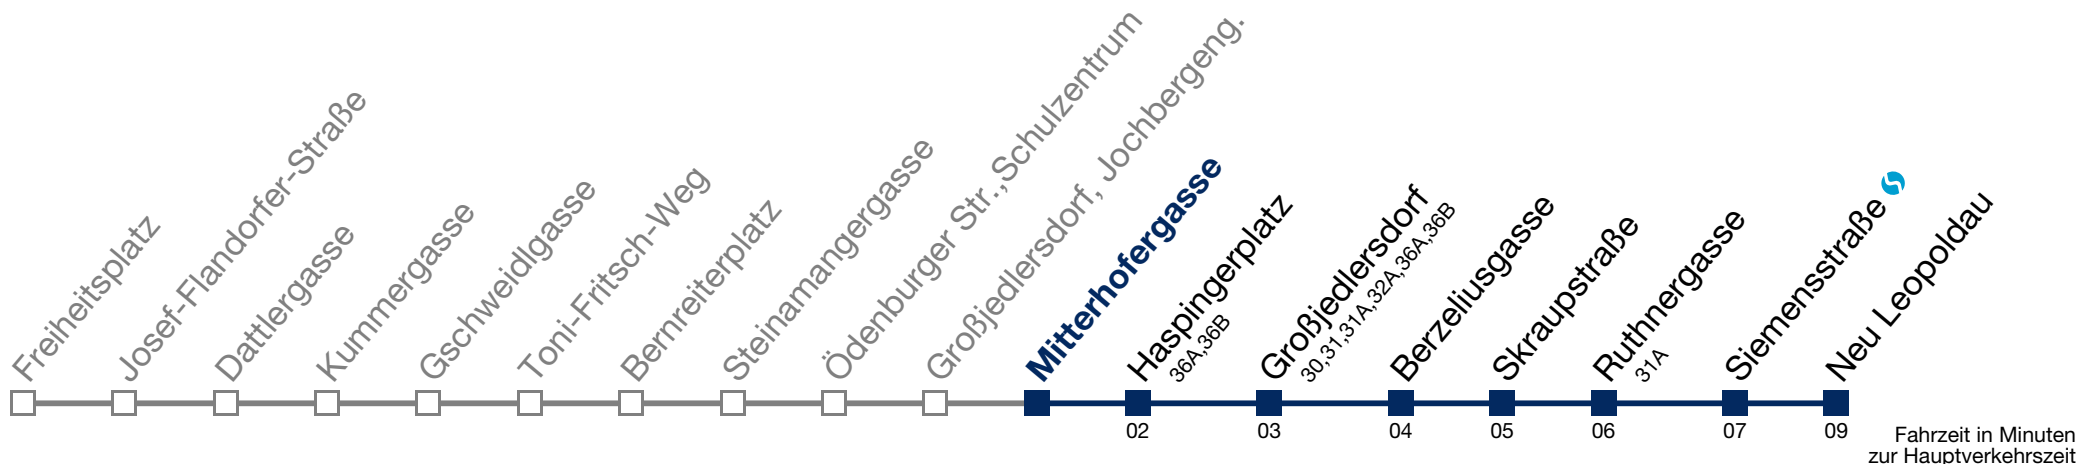 Freiheitsplatz
Josef-Flandorfer-Straße
Dattlergasse
Kummergasse
Gschweidlgasse
Toni-Fritsch-Weg
Bernreiterplatz
Steinamangergasse
Ödenburger Str.,Schulzentrum
Großjedlersdorf, Jochbergeng.
Mitterhofergasse
Haspingerplatz
36A,36B
Großjedlersdorf
30,31,31A,32A,36A,36B
Berzeliusgasse
Skraupstraße
Ruthnergasse
31A
Siemensstraße
Neu Leopoldau
02 03 04 05 06 07 09
Fahrzeit in Minuten
zur Hauptverkehrszeit